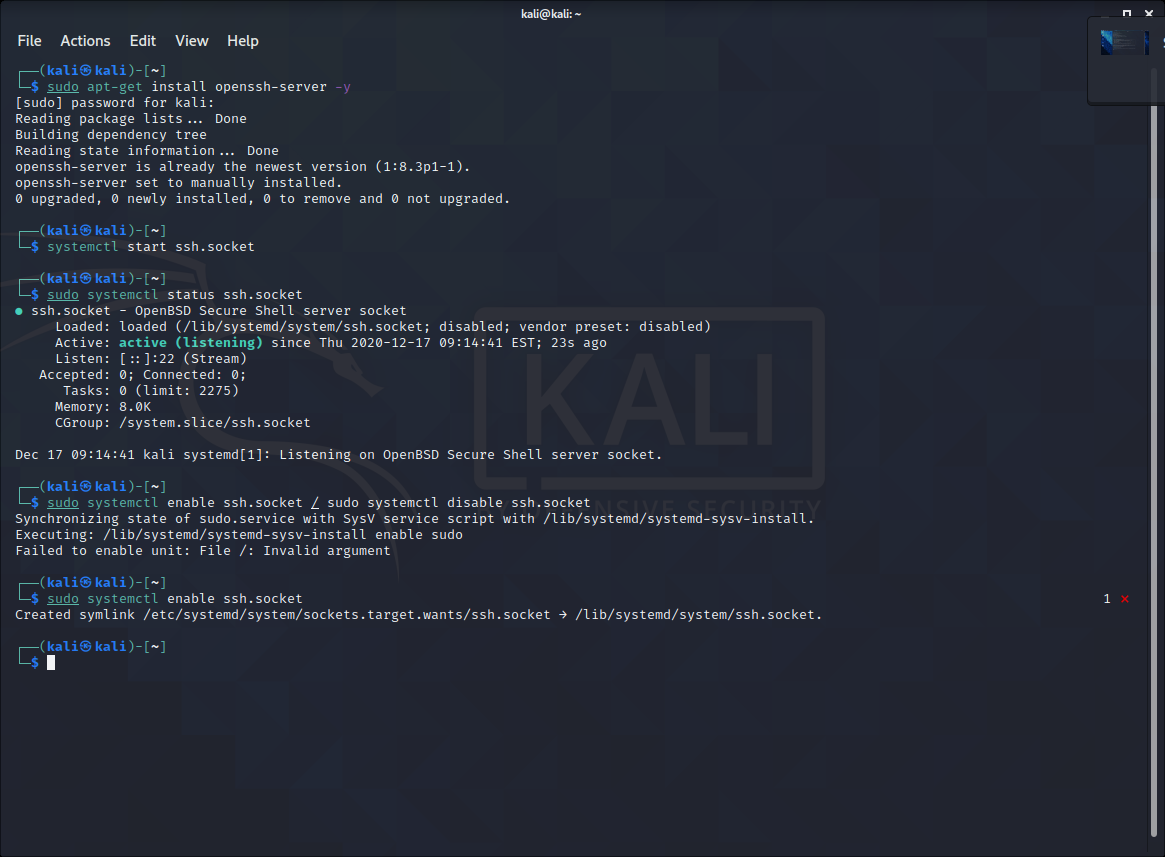 kali@kali: ~
File Actions Edit View Help
┌──(kali㉿kali)-[~]
└─$ sudo apt-get install openssh-server -y
[sudo] password for kali:
Reading package lists... Done
Building dependency tree
Reading state information... Done
openssh-server is already the newest version (1:8.3p1-1).
openssh-server set to manually installed.
0 upgraded, 0 newly installed, 0 to remove and 0 not upgraded.
┌──(kali㉿kali)-[~]
└─$ systemctl start ssh.socket
┌──(kali㉿kali)-[~]
└─$ sudo systemctl status ssh.socket
● ssh.socket - OpenBSD Secure Shell server socket
Loaded: loaded (/lib/systemd/system/ssh.socket; disabled; vendor preset: disabled)
Active: active (listening) since Thu 2020-12-17 09:14:41 EST; 23s ago
Listen: [::]:22 (Stream)
Accepted: 0; Connected: 0;
Tasks: 0 (limit: 2275)
Memory: 8.0K
CGroup: /system.slice/ssh.socket
Dec 17 09:14:41 kali systemd[1]: Listening on OpenBSD Secure Shell server socket.
┌──(kali㉿kali)-[~]
└─$ sudo systemctl enable ssh.socket / sudo systemctl disable ssh.socket
Synchronizing state of sudo.service with SysV service script with /lib/systemd/systemd-sysv-install.
Executing: /lib/systemd/systemd-sysv-install enable sudo
Failed to enable unit: File /: Invalid argument
┌──(kali㉿kali)-[~]
└─$ sudo systemctl enable ssh.socket 1 ⨯
Created symlink /etc/systemd/system/sockets.target.wants/ssh.socket → /lib/systemd/system/ssh.socket.
┌──(kali㉿kali)-[~]
└─$
KALI
BY OFFENSIVE SECURITY